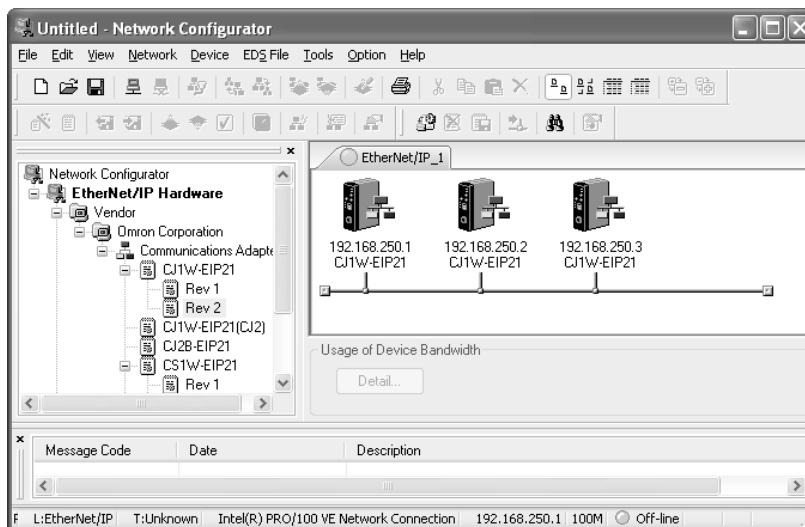 Untitled - Network Configurator
File Edit View Network Device EDS File Tools Option Help
Network Configurator
EtherNet/IP Hardware
Vendor
Omron Corporation
Communications Adapte
CJ1W-EIP21
Rev 1
Rev 2
CJ1W-EIP21(CJ2)
CJ2B-EIP21
CS1W-EIP21
Rev 1
EtherNet/IP_1
192.168.250.1 192.168.250.2 192.168.250.3
CJ1W-EIP21 CJ1W-EIP21 CJ1W-EIP21
Usage of Device Bandwidth
Detail...
Message Code Date Description
L:EtherNet/IP T:Unknown Intel(R) PRO/100 VE Network Connection 192.168.250.1 100M Off-line